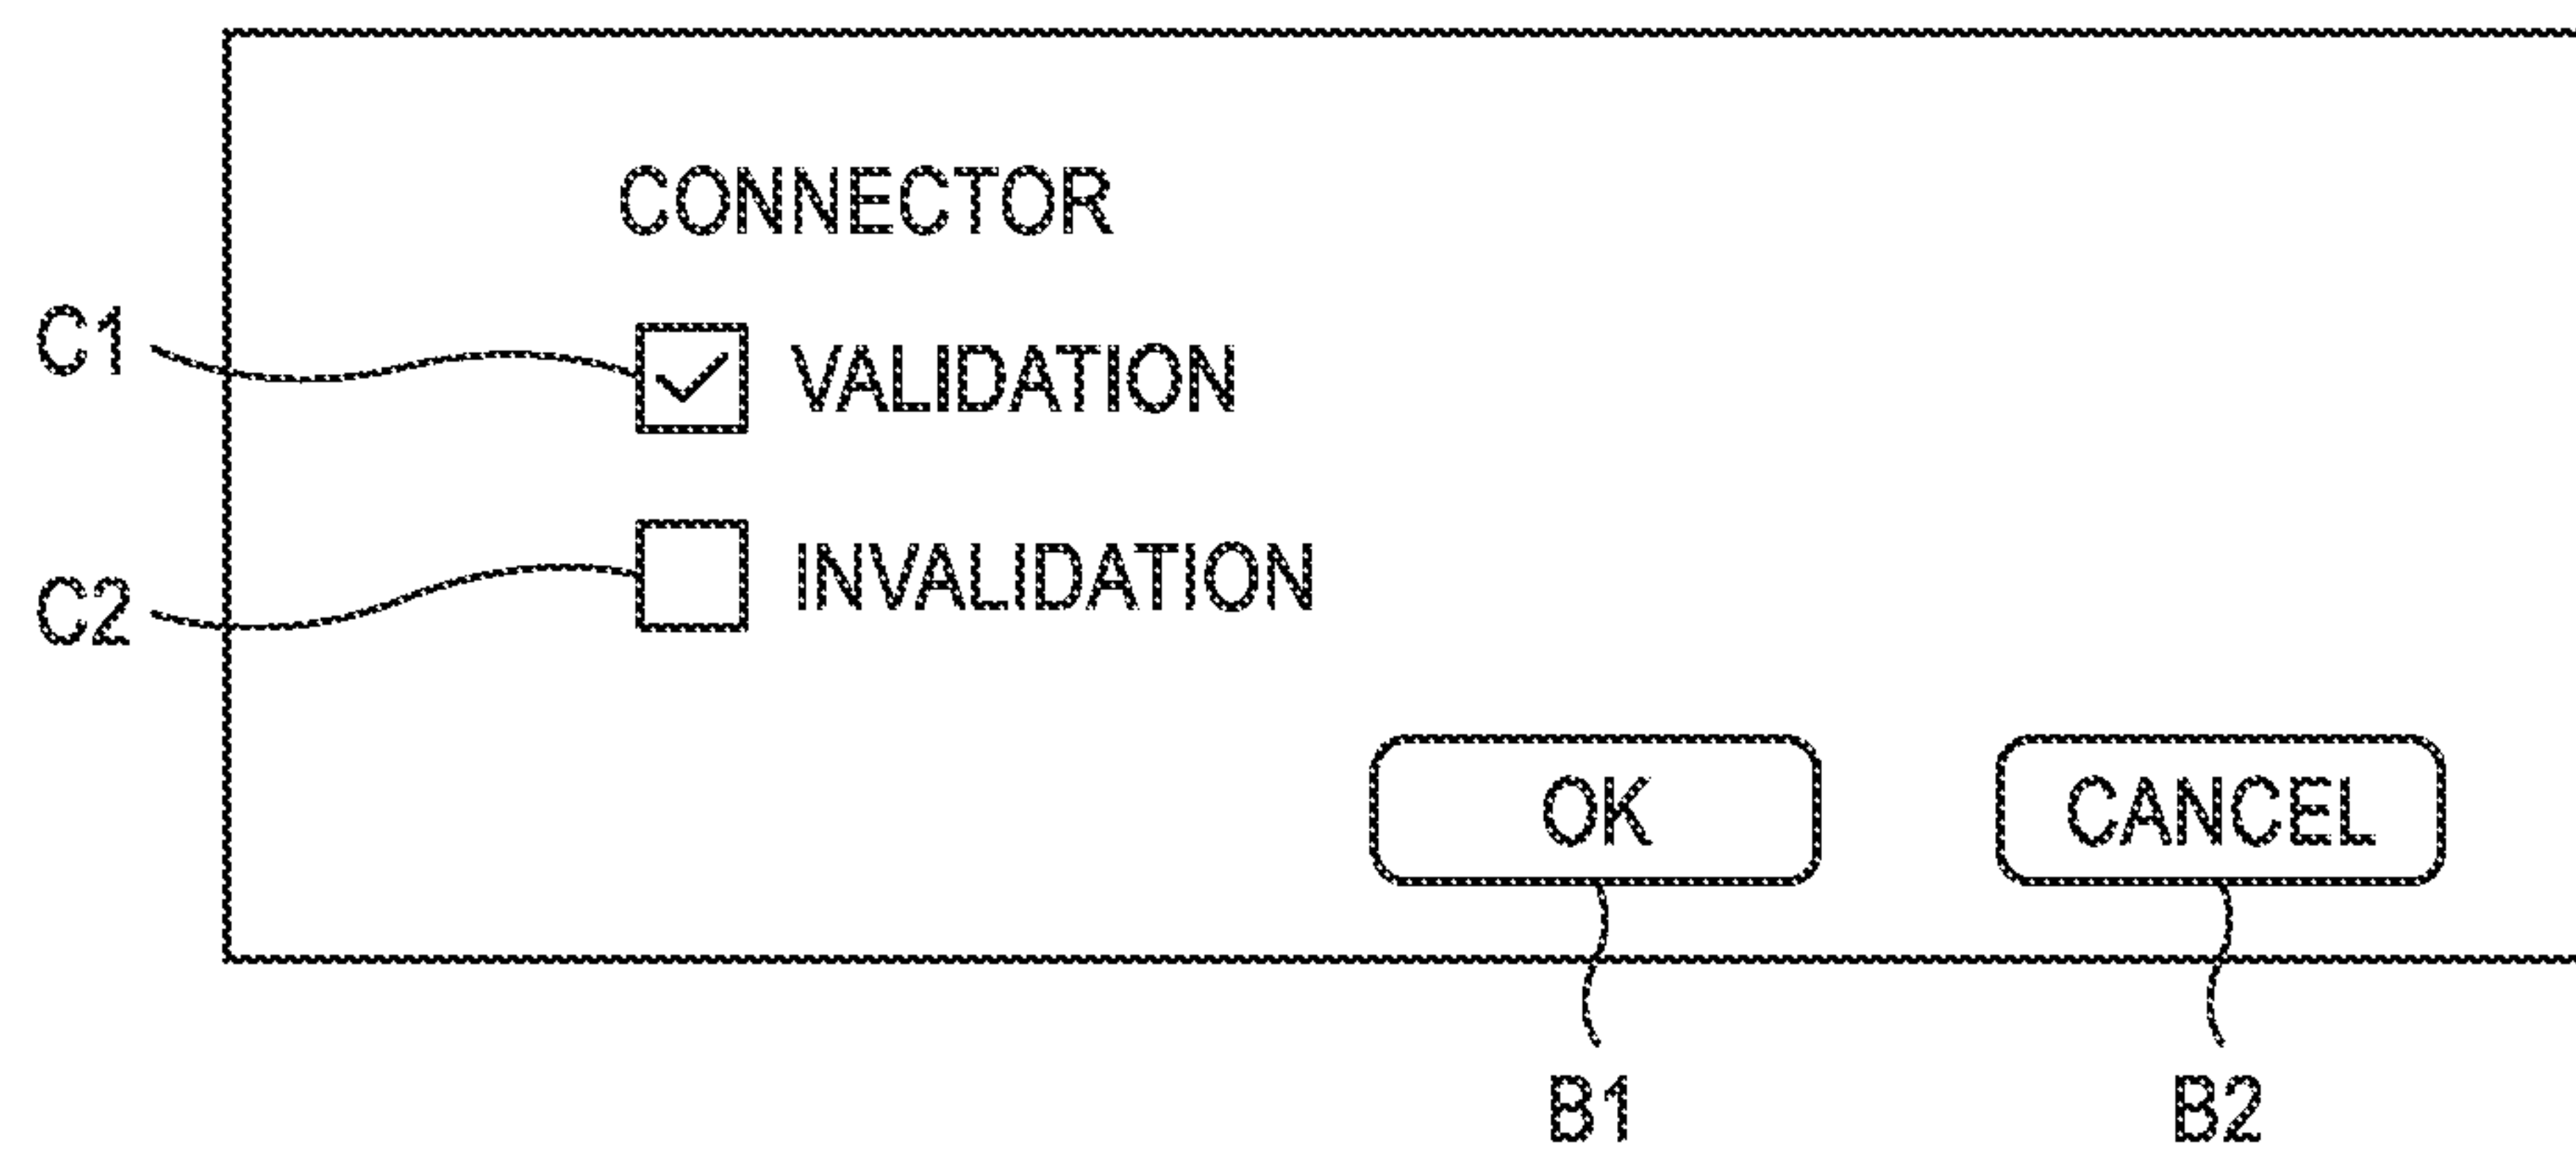 CONNECTOR
C1
VALIDATION
C2
INVALIDATION
OK
CANCEL
B1
B2